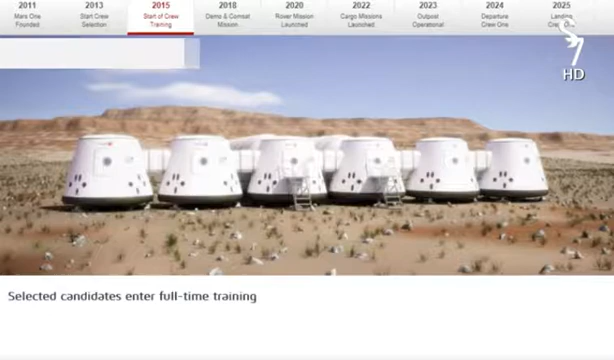 2011
Mars One
Founded
2013
Start Crew
Selection
2015
Start of Crew
Training
2018
Demo & Comsat
Mission
2020
Rover Mission
Launched
2022
Cargo Missions
Launched
2023
Outpost
Operational
2024
Departure
Crew One
2025
Landing
7
HD
Selected candidates enter full-time training